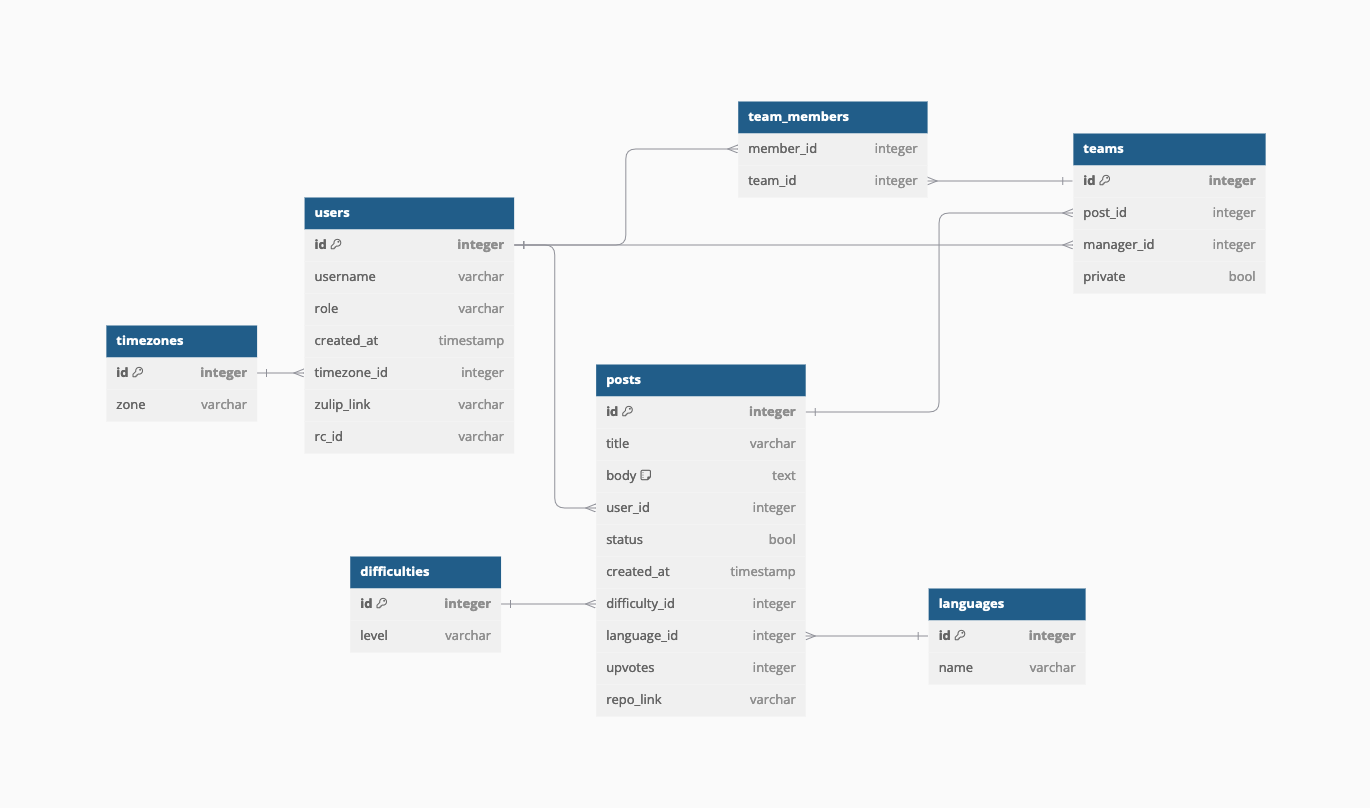 team_members
member_id integer
team_id integer
teams
id integer
post_id integer
manager_id integer
private bool
users
id integer
username varchar
role varchar
created_at timestamp
timezone_id integer
zulip_link varchar
rc_id varchar
timezones
id integer
zone varchar
posts
id integer
title varchar
body text
user_id integer
status bool
created_at timestamp
difficulty_id integer
language_id integer
upvotes integer
repo_link varchar
difficulties
id integer
level varchar
languages
id integer
name varchar